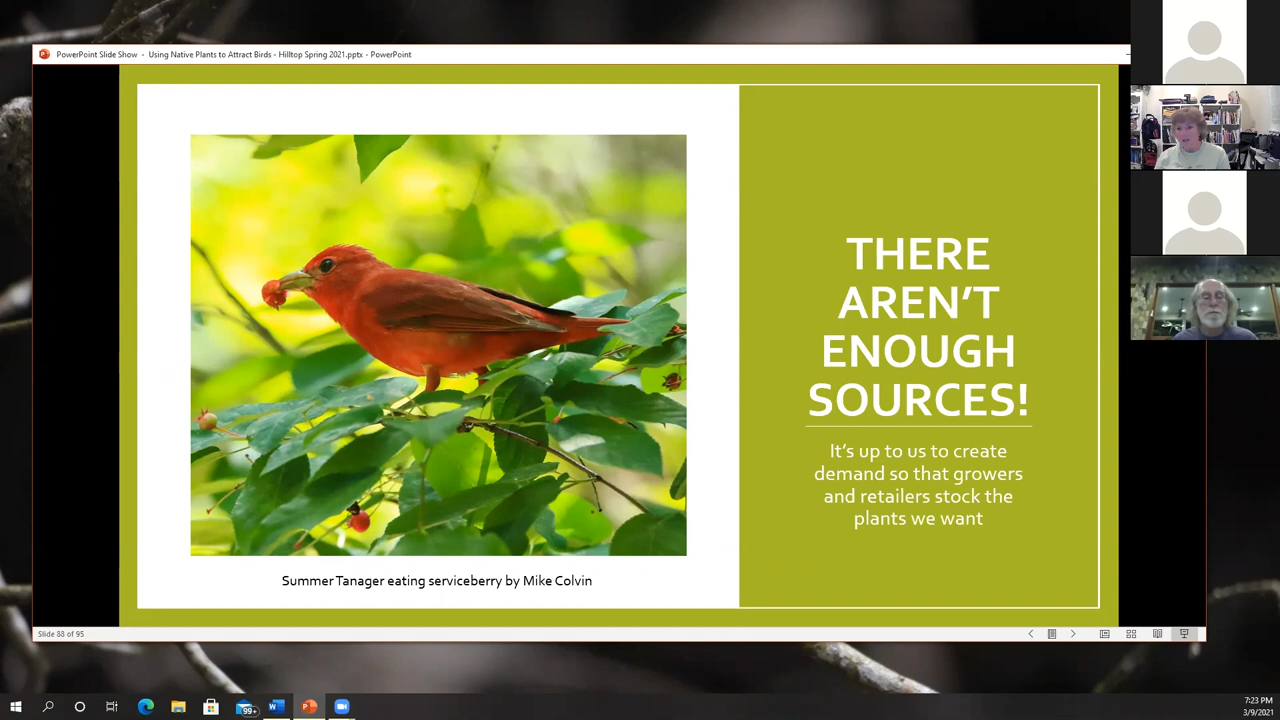 PowerPoint Slide Show - Using Native Plants to Attract Birds - Hilltop Spring 2021.pptx - PowerPoint
THERE
AREN'T
ENOUGH
SOURCES!
It's up to us to create
demand so that growers
and retailers stock the
plants we want
Summer Tanager eating serviceberry by Mike Colvin
Slide 88 of 95
99+
7:23 PM
3/9/2021